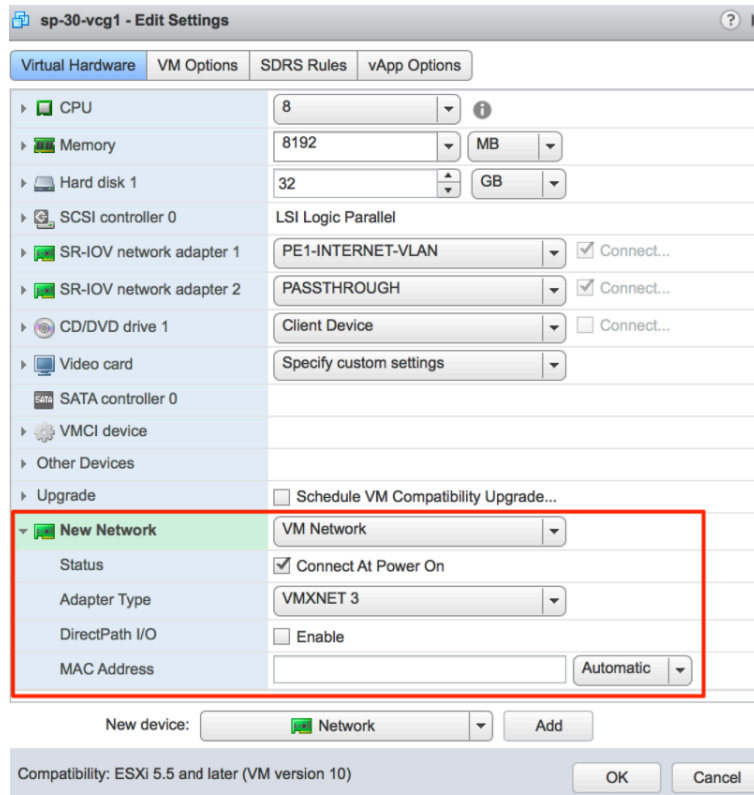 sp-30-vcg1 - Edit Settings ?
Virtual Hardware VM Options SDRS Rules vApp Options
CPU 8
Memory 8192 MB
Hard disk 1 32 GB
SCSI controller 0 LSI Logic Parallel
SR-IOV network adapter 1 PE1-INTERNET-VLAN Connect...
SR-IOV network adapter 2 PASSTHROUGH Connect...
CD/DVD drive 1 Client Device Connect...
Video card Specify custom settings
SATA SATA controller 0
VMCI device
Other Devices
Upgrade Schedule VM Compatibility Upgrade...
New Network VM Network
Status Connect At Power On
Adapter Type VMXNET 3
DirectPath I/O Enable
MAC Address Automatic
New device: Network Add
Compatibility: ESXi 5.5 and later (VM version 10) OK Cancel